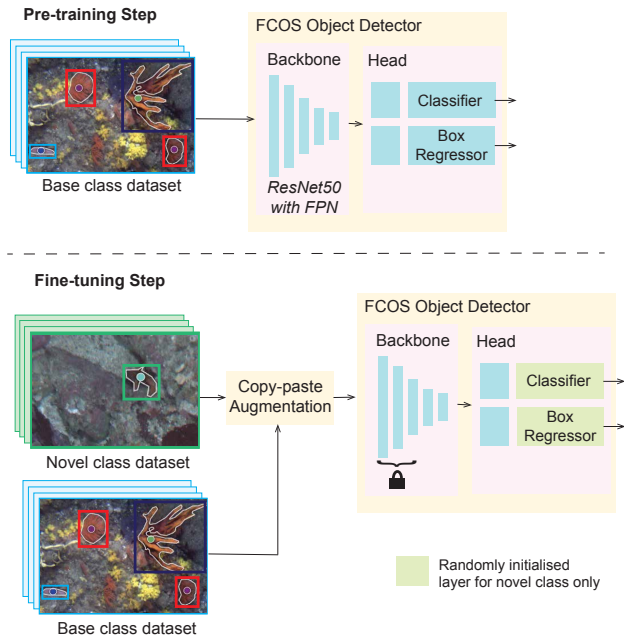 Pre-training Step
FCOS Object Detector
Backbone
Head
Classifier
Box
Regressor
ResNet50
with FPN
Base class dataset
Fine-tuning Step
FCOS Object Detector
Backbone
Head
Classifier
Box
Regressor
Copy-paste
Augmentation
Novel class dataset
Base class dataset
Randomly initialised
layer for novel class only